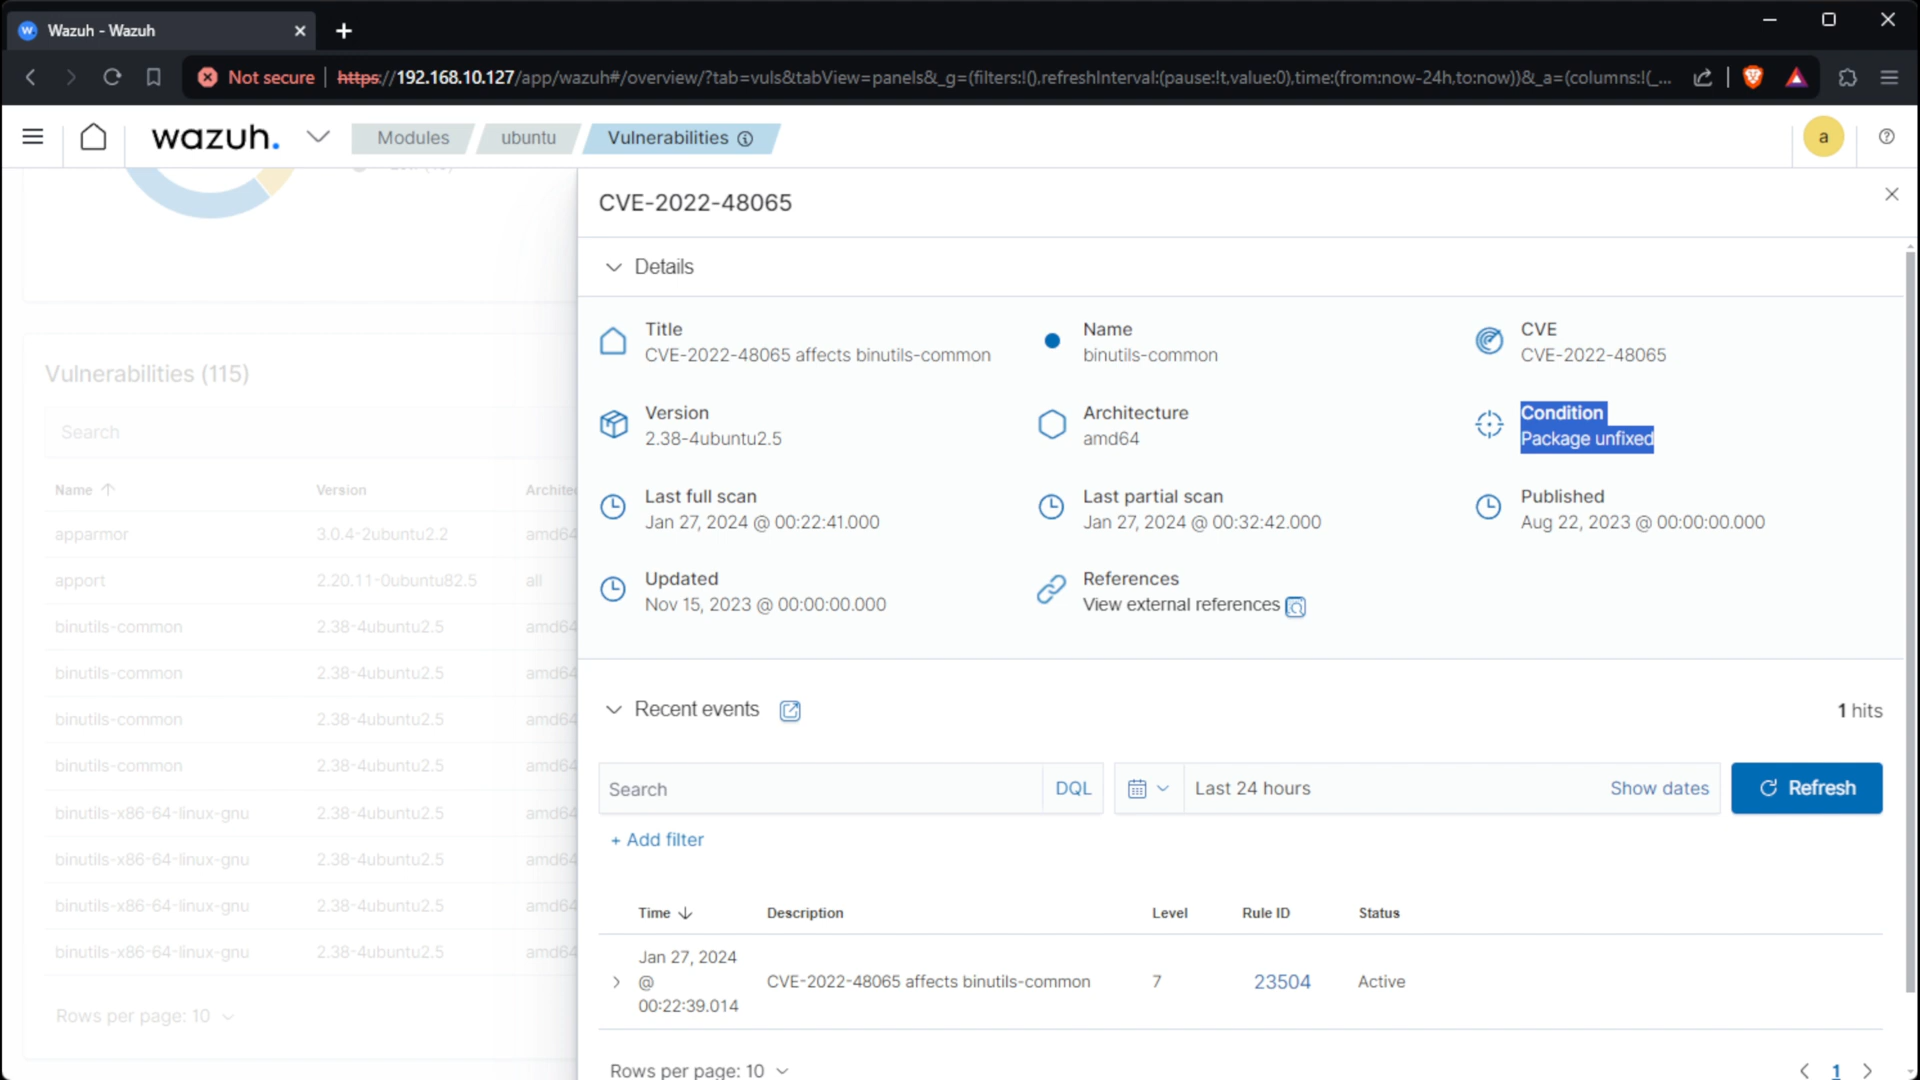 Wazuh - Wazuh
Not secure | https://192.168.10.127/app/wazuh#/overview/?tab=vuls&tabView=panels&_g=(filters:!(),refreshInterval:(pause:!t,value:0),time:(from:now-24h,to:now))&_a=(columns:!(_...
wazuh.
Modules
ubuntu
Vulnerabilities
a
Vulnerabilities (115)
Search
Name Version
apparmor 3.0.4-2ubuntu2.2 amd64
apport 2.20.11-0ubuntu82.5 all
binutils-common 2.38-4ubuntu2.5 amd64
binutils-common 2.38-4ubuntu2.5 amd64
binutils-common 2.38-4ubuntu2.5 amd64
binutils-common 2.38-4ubuntu2.5 amd64
binutils-x86-64-linux-gnu 2.38-4ubuntu2.5 amd64
binutils-x86-64-linux-gnu 2.38-4ubuntu2.5 amd64
binutils-x86-64-linux-gnu 2.38-4ubuntu2.5 amd64
binutils-x86-64-linux-gnu 2.38-4ubuntu2.5 amd64
Rows per page: 10
CVE-2022-48065
Details
Title
CVE-2022-48065 affects binutils-common
Name
binutils-common
CVE
CVE-2022-48065
Version
2.38-4ubuntu2.5
Architecture
amd64
Condition
Package unfixed
Last full scan
Jan 27, 2024 @ 00:22:41.000
Last partial scan
Jan 27, 2024 @ 00:32:42.000
Published
Aug 22, 2023 @ 00:00:00.000
Updated
Nov 15, 2023 @ 00:00:00.000
References
View external references
Recent events
1 hits
Search DQL
Last 24 hours Show dates
Refresh
+ Add filter
Time Description Level Rule ID Status
Jan 27, 2024
@
00:22:39.014
CVE-2022-48065 affects binutils-common 7 23504 Active
Rows per page: 10
1